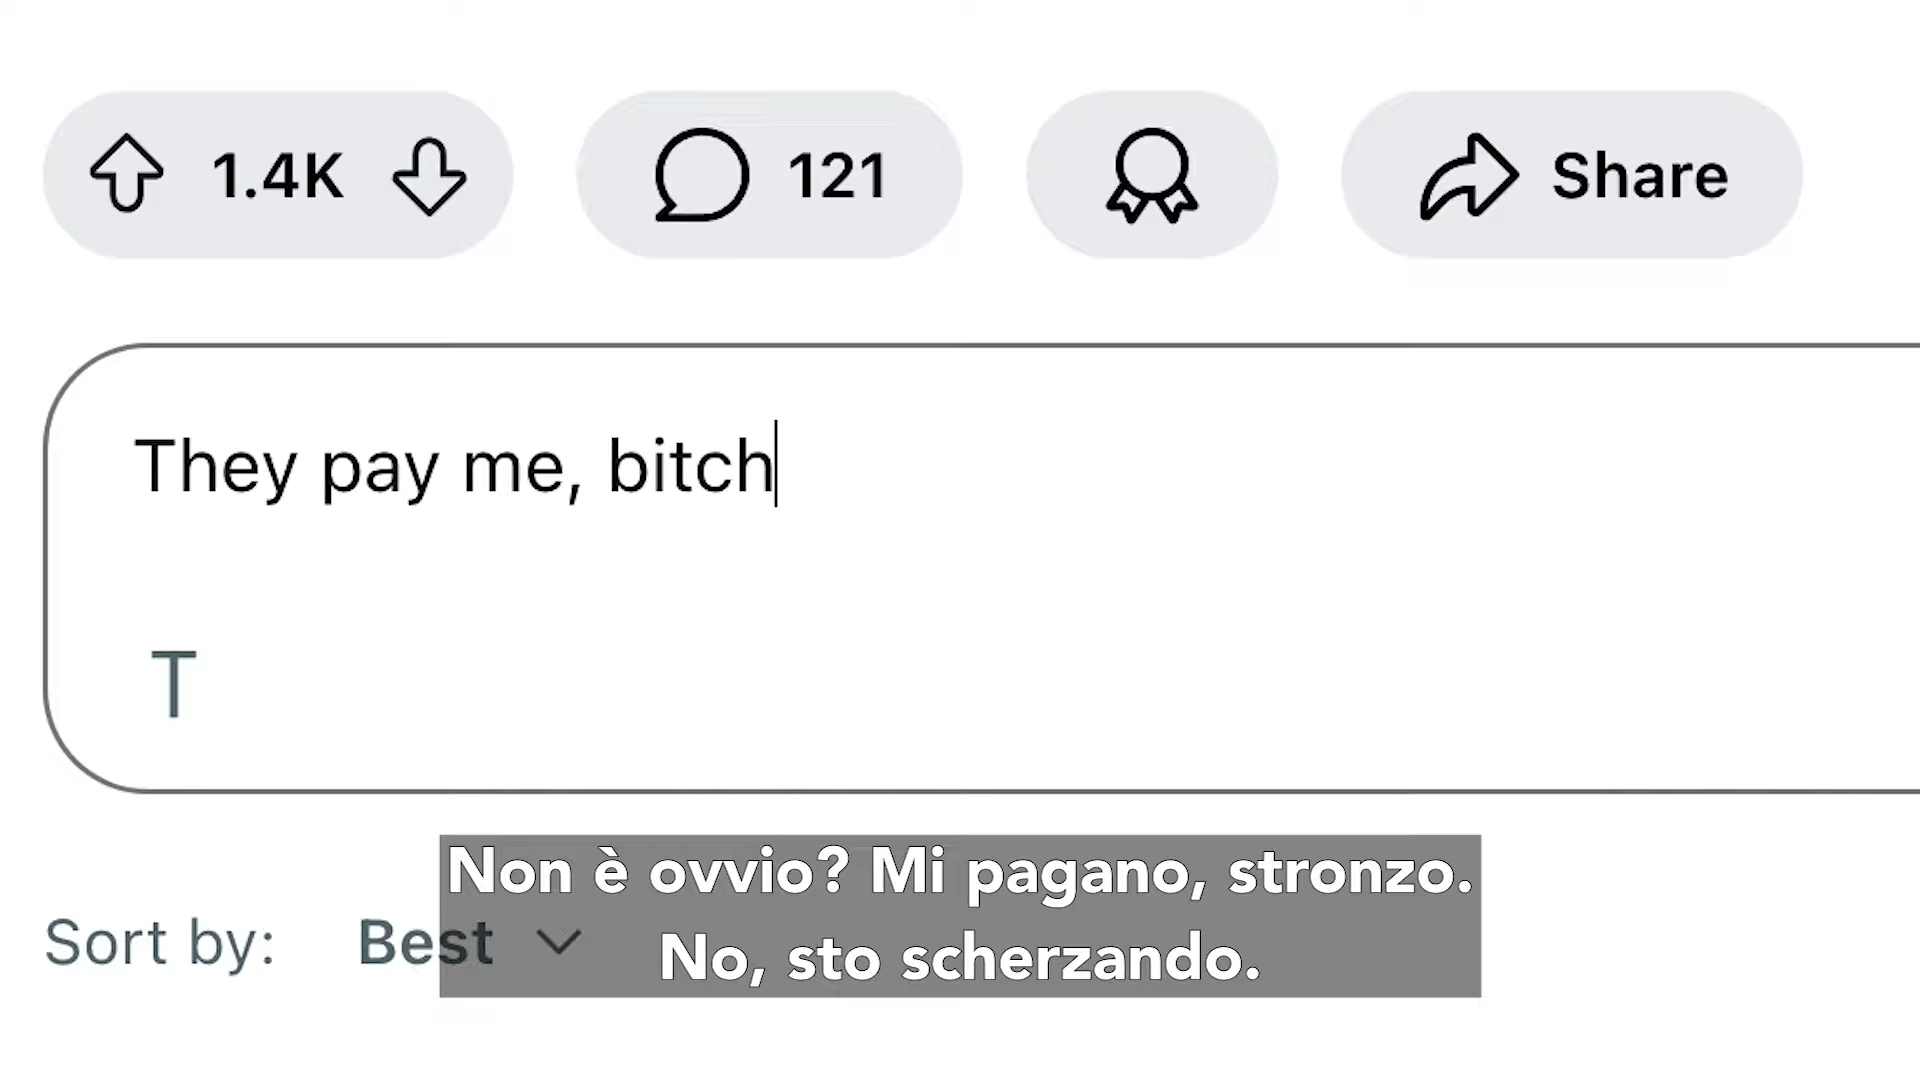 1.4K 121 Share
They pay me, bitch
T
Non è ovvio? Mi pagano, stronzo.
Sort by: Best
No, sto scherzando.